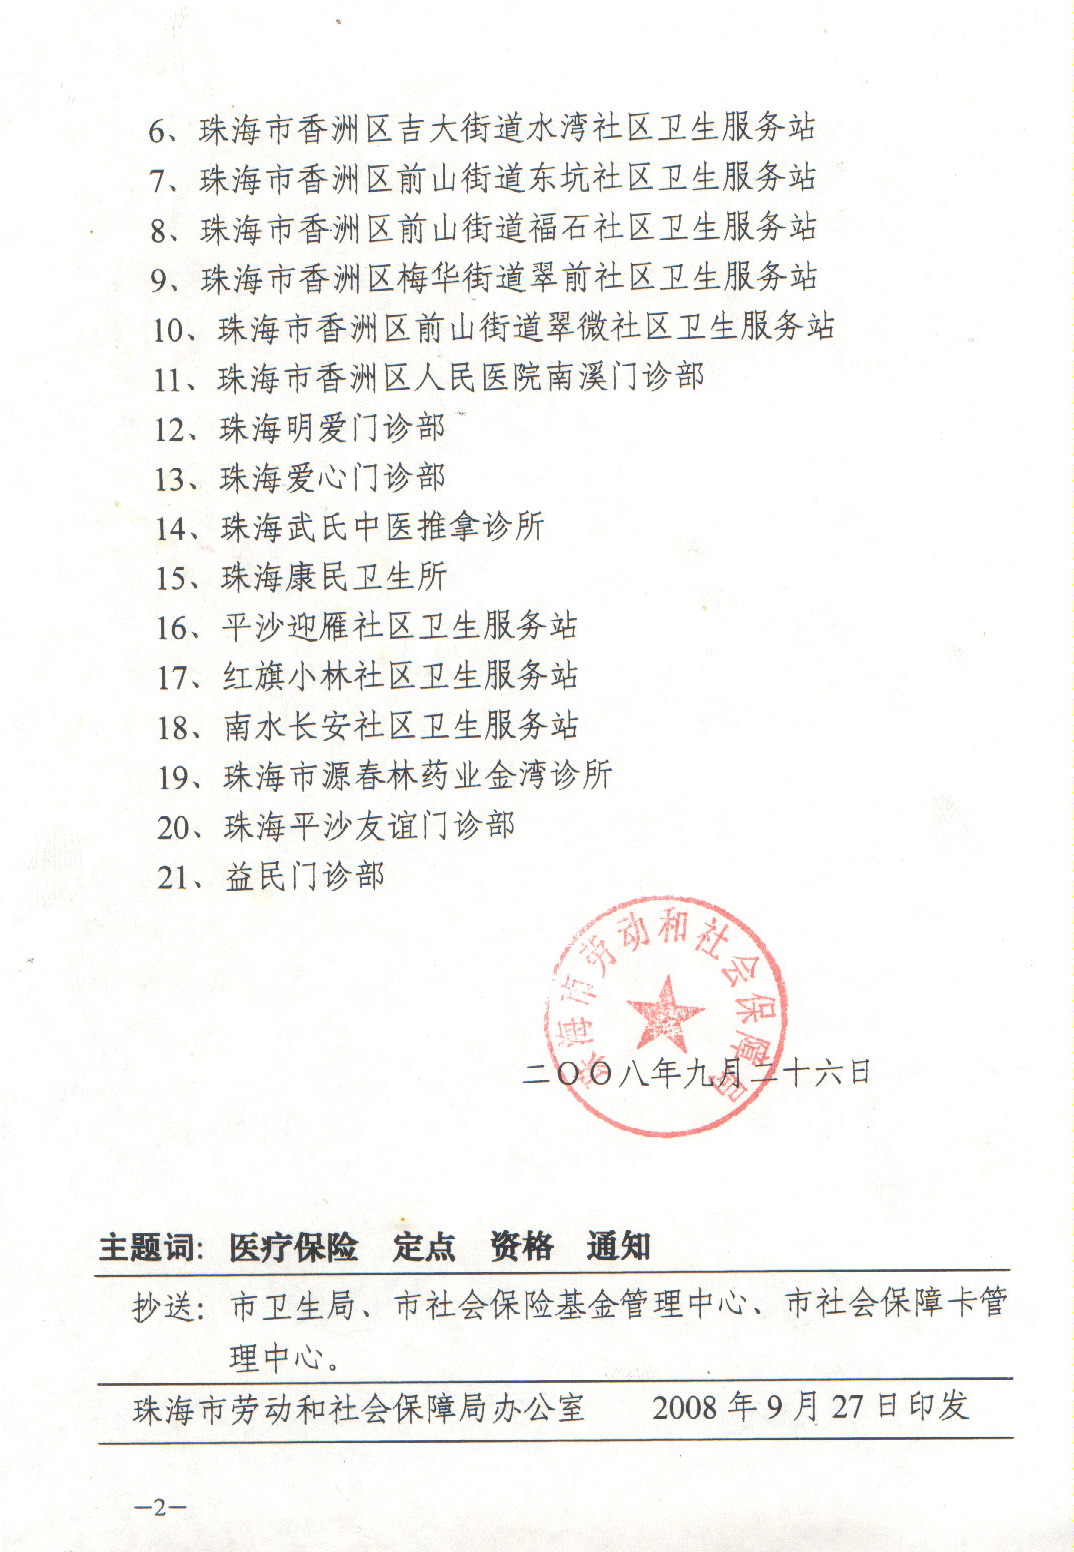 6、珠海市香洲区吉大街道水湾社区卫生服务站
7、珠海市香洲区前山街道东坑社区卫生服务站
8、珠海市香洲区前山街道福石社区卫生服务站
9、珠海市香洲区梅华街道翠前社区卫生服务站
10、珠海市香洲区前山街道翠微社区卫生服务站
11、珠海市香洲区人民医院南溪门诊部
12、珠海明爱门诊部
13、珠海爱心门诊部
14、珠海武氏中医推拿诊所
15、珠海康民卫生所
16、平沙迎雁社区卫生服务站
17、红旗小林社区卫生服务站
18、南水长安社区卫生服务站
19、珠海市源春林药业金湾诊所
20、珠海平沙友谊门诊部
21、益民门诊部
珠海市劳动和社会保障局
二〇〇八年九月二十六日
主题词：医疗保险 定点 资格 通知
抄送：市卫生局、市社会保险基金管理中心、市社会保障卡管
理中心。
珠海市劳动和社会保障局办公室 2008年9月27日印发
—2—